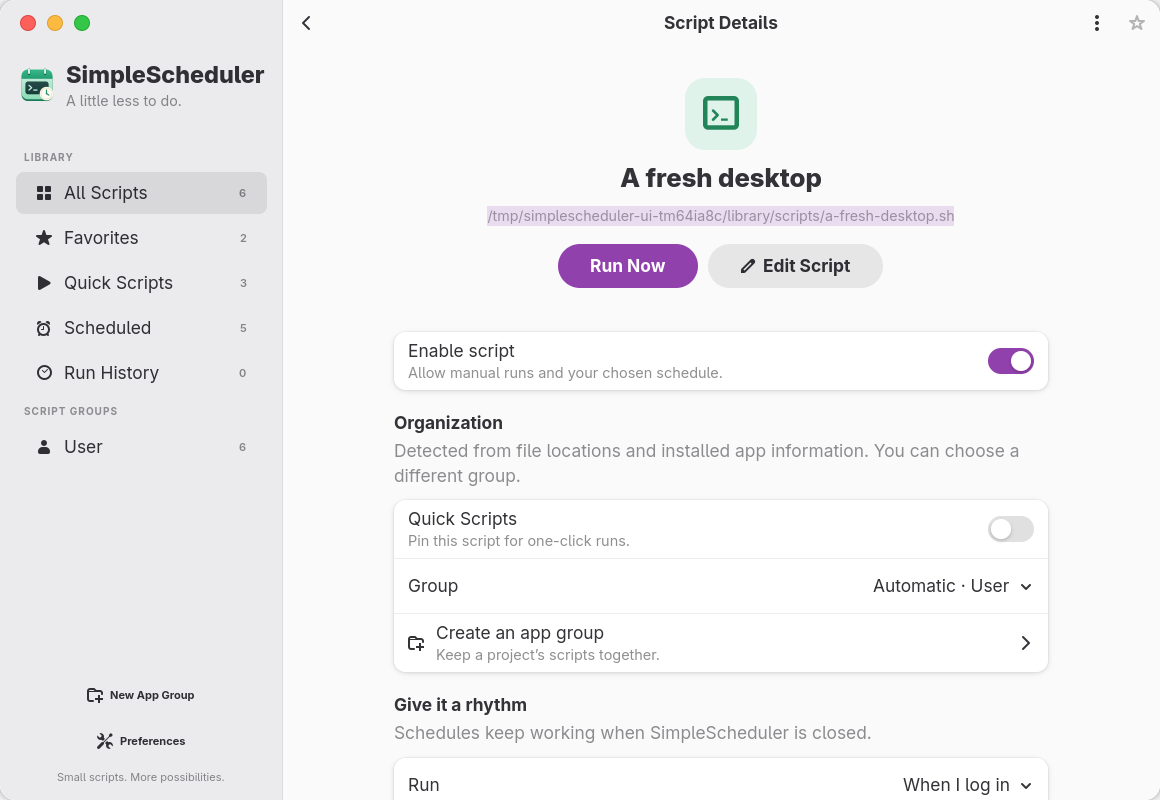 SimpleScheduler
A little less to do.
LIBRARY
All Scripts 6
Favorites 2
Quick Scripts 3
Scheduled 5
Run History 0
SCRIPT GROUPS
User 6
New App Group
Preferences
Small scripts. More possibilities.
Script Details
A fresh desktop
/tmp/simplescheduler-ui-tm64ia8c/library/scripts/a-fresh-desktop.sh
Run Now
Edit Script
Enable script
Allow manual runs and your chosen schedule.
Organization
Detected from file locations and installed app information. You can choose a
different group.
Quick Scripts
Pin this script for one-click runs.
Group Automatic · User
Create an app group
Keep a project’s scripts together.
Give it a rhythm
Schedules keep working when SimpleScheduler is closed.
Run When I log in